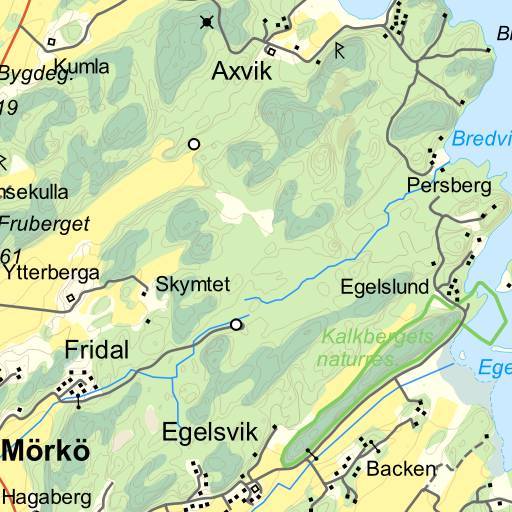 Kumla
Bygdeg.
19
Axvik
R
Bredvi
R
nsekulla
Persberg
Fruberget
61
Ytterberga
Skymtet
Egelslund
Kalkbergets
naturres.
Fridal
Ege
Egelsvik
Mörkö
Backen
Hagaberg